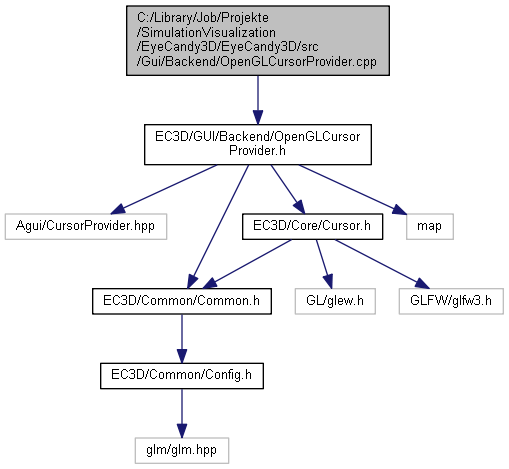 C:/Library/Job/Projekte
/SimulationVisualization
/EyeCandy3D/EyeCandy3D/src
/Gui/Backend/OpenGLCursorProvider.cpp
EC3D/GUI/Backend/OpenGLCursor
Provider.h
Agui/CursorProvider.hpp
EC3D/Core/Cursor.h
map
EC3D/Common/Common.h
GL/glew.h
GLFW/glfw3.h
EC3D/Common/Config.h
glm/glm.hpp